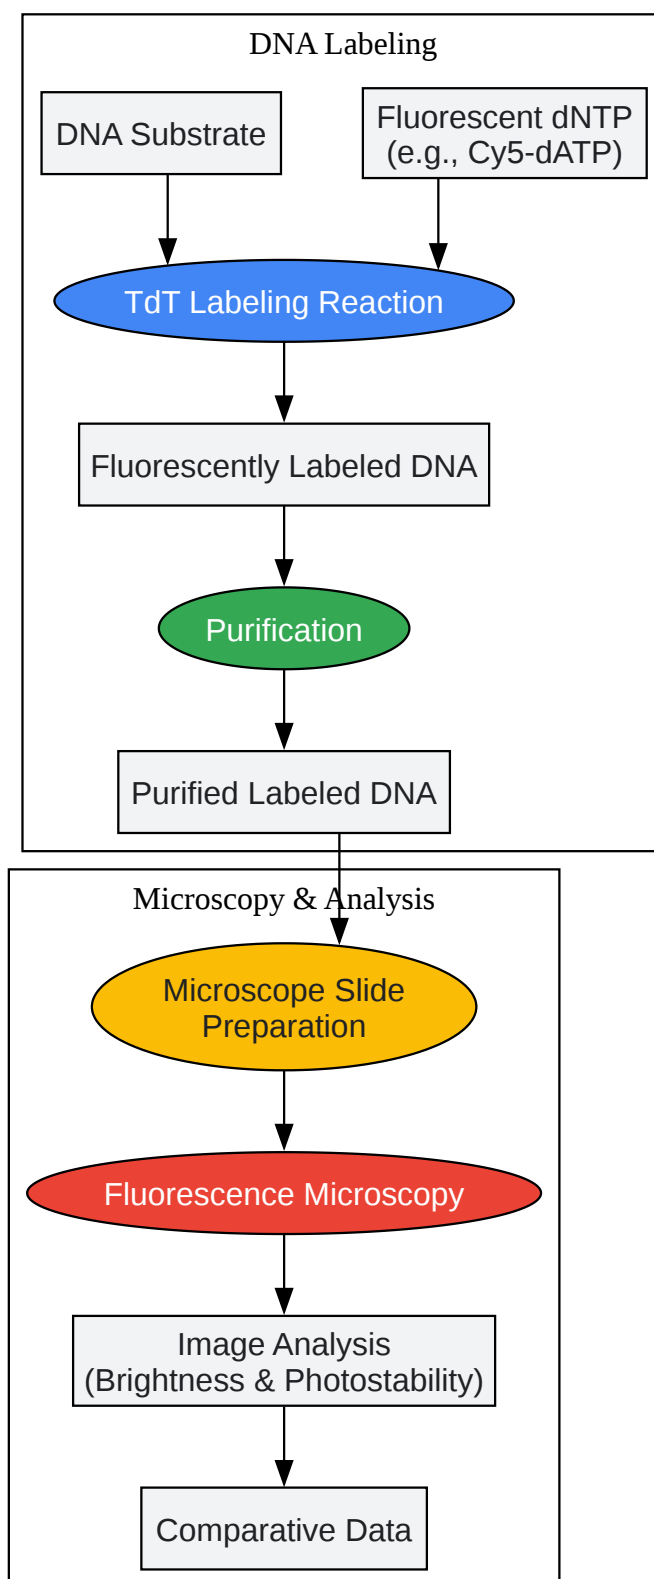 DNA Labeling
DNA Substrate
Fluorescent dNTP
(e.g., Cy5-dATP)
TdT Labeling Reaction
Fluorescently Labeled DNA
Purification
Purified Labeled DNA
Microscopy & Analysis
Microscope Slide
Preparation
Fluorescence Microscopy
Image Analysis
(Brightness & Photostability)
Comparative Data